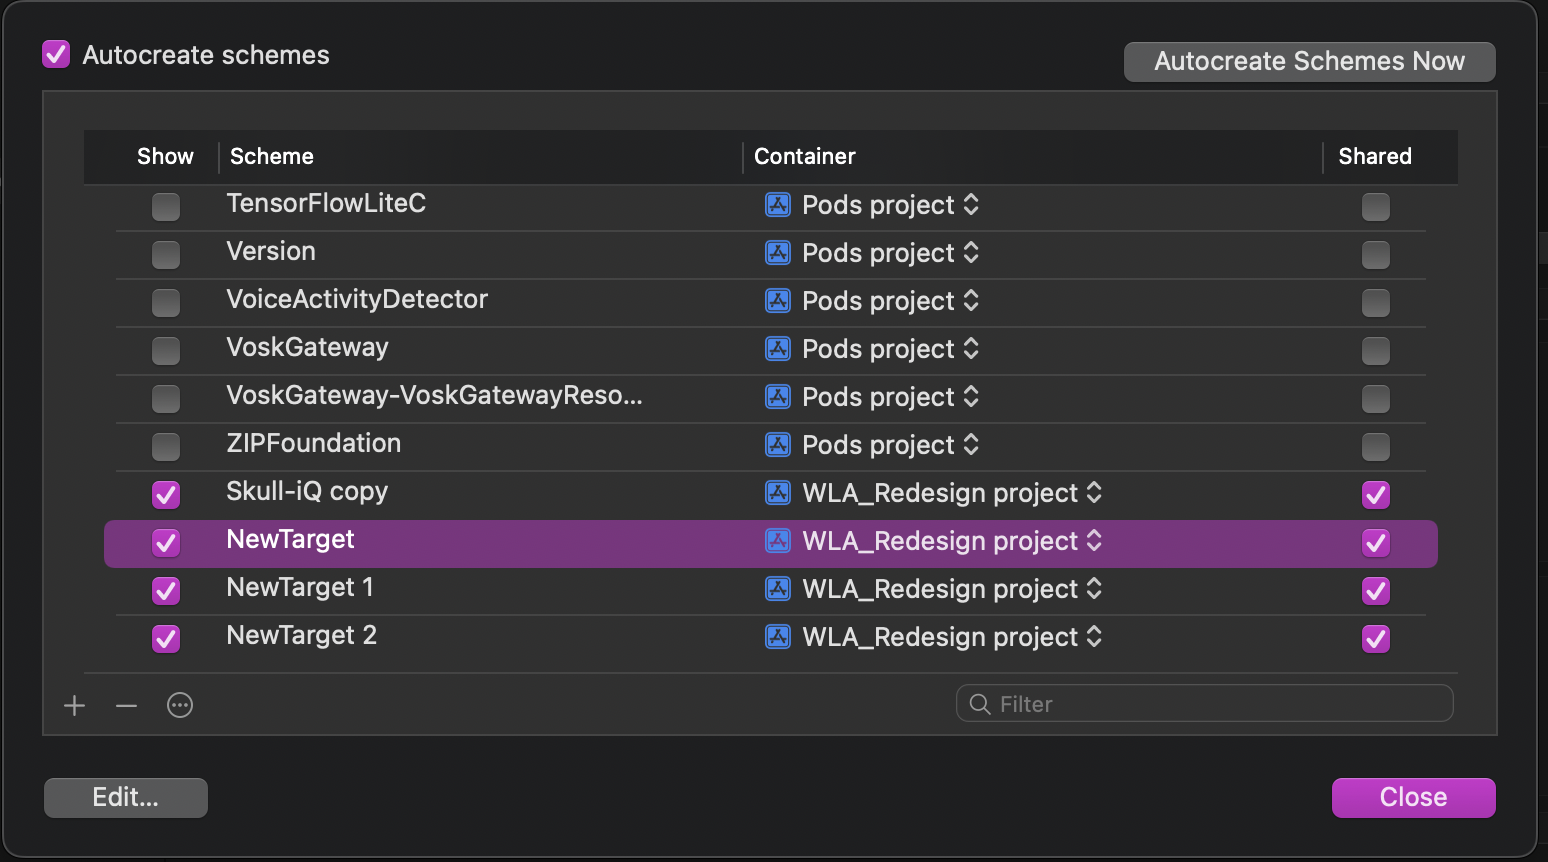 Autocreate schemes
Autocreate Schemes Now
Show Scheme Container Shared
TensorFlowLiteC Pods project
Version Pods project
VoiceActivityDetector Pods project
VoskGateway Pods project
VoskGateway-VoskGatewayReso... Pods project
ZIPFoundation Pods project
Skull-iQ copy WLA_Redesign project
NewTarget WLA_Redesign project
NewTarget 1 WLA_Redesign project
NewTarget 2 WLA_Redesign project
Filter
Edit...
Close